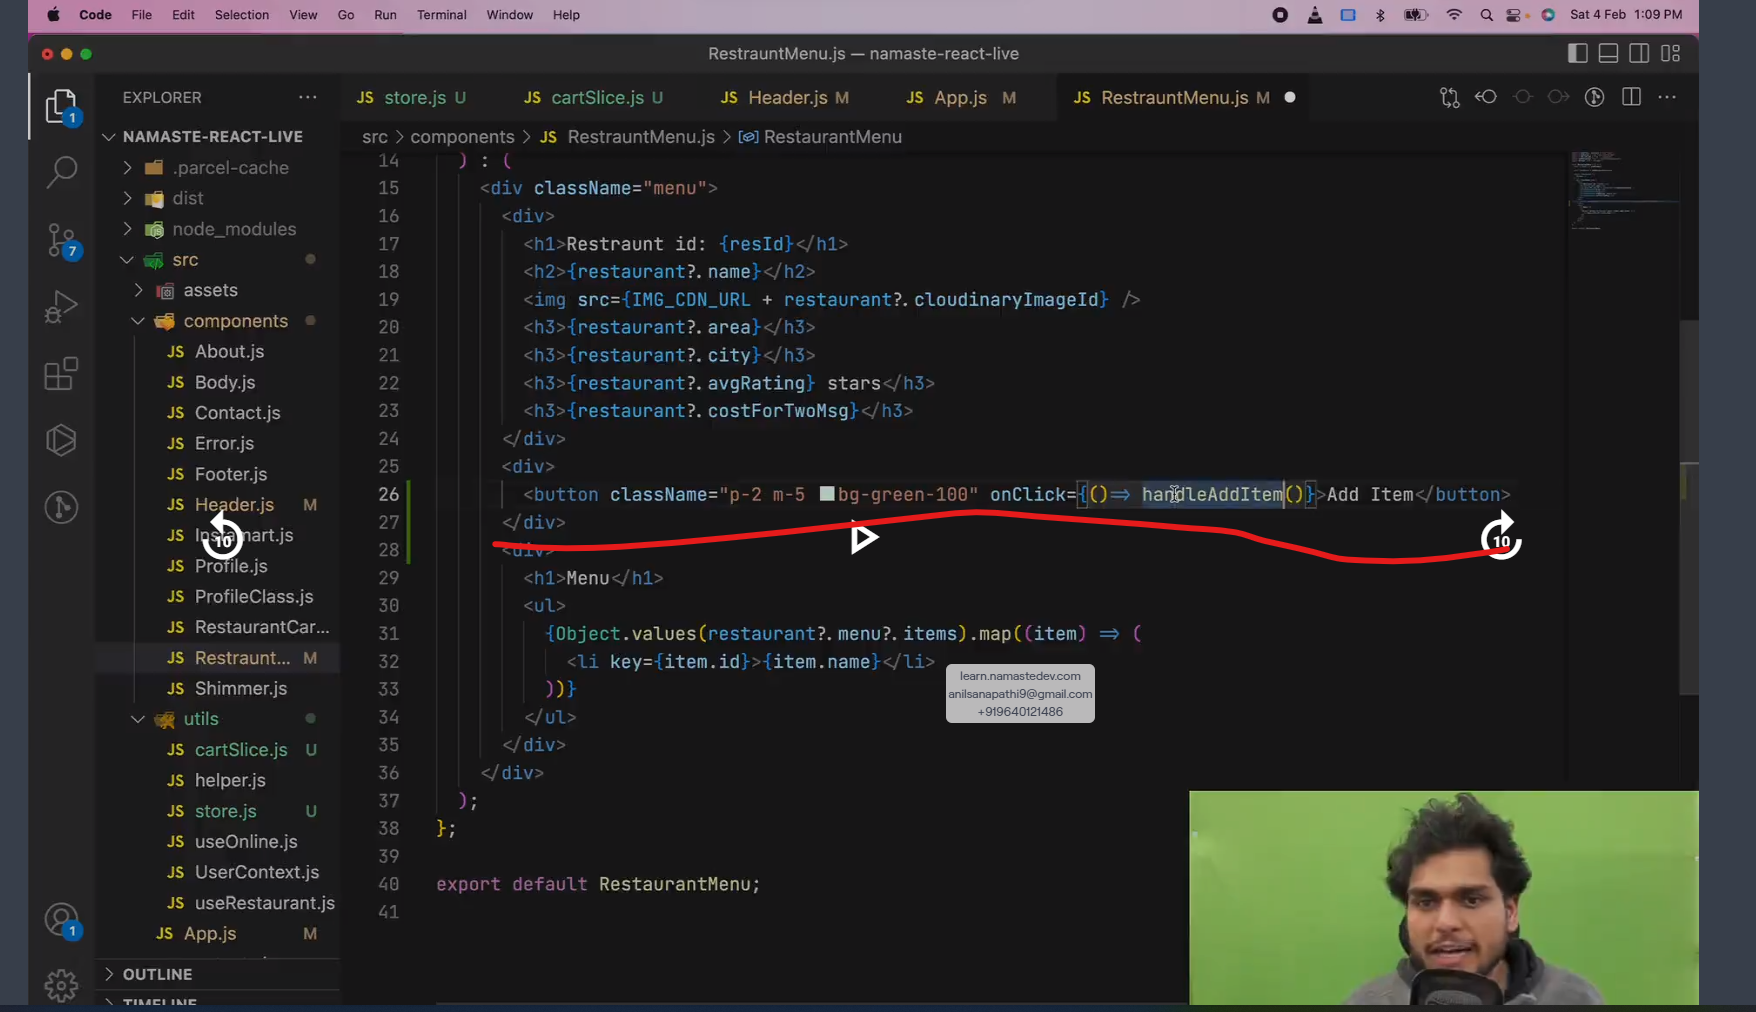 Code File Edit Selection View Go Run Terminal Window Help Sat 4 Feb 1:09 PM
RestrauntMenu.js — namaste-react-live
EXPLORER ···
JS store.js U JS cartSlice.js U JS Header.js M JS App.js M JS RestrauntMenu.js M
src > components > JS RestrauntMenu.js > RestaurantMenu
1
NAMASTE-REACT-LIVE
.parcel-cache
dist
node_modules
7
src
assets
components
JS About.js
JS Body.js
JS Contact.js
JS Error.js
JS Footer.js
JS Header.js M
10
JS Instamart.js
JS Profile.js
JS ProfileClass.js
JS RestaurantCar...
JS Restraunt... M
JS Shimmer.js
utils
JS cartSlice.js U
JS helper.js
JS store.js U
JS useOnline.js
JS UserContext.js
JS useRestaurant.js
JS App.js M
1
OUTLINE
TIMELINE
14 ) : (
15 <div className="menu">
16 <div>
17 <h1>Restraunt id: {resId}</h1>
18 <h2>{restaurant?.name}</h2>
19 <img src={IMG_CDN_URL + restaurant?.cloudinaryImageId} />
20 <h3>{restaurant?.area}</h3>
21 <h3>{restaurant?.city}</h3>
22 <h3>{restaurant?.avgRating} stars</h3>
23 <h3>{restaurant?.costForTwoMsg}</h3>
24 </div>
25 <div>
26 <button className="p-2 m-5 bg-green-100" onClick={()=> handleAddItem()}>Add Item</button>
27 </div>
28 <div>
10
29 <h1>Menu</h1>
30 <ul>
31 {Object.values(restaurant?.menu?.items).map((item) => (
32 <li key={item.id}>{item.name}</li>
33 ))}
34 </ul>
35 </div>
36 </div>
37 );
38 };
39
40 export default RestaurantMenu;
41
learn.namastedev.com
anilsanapathi9@gmail.com
+919640121486